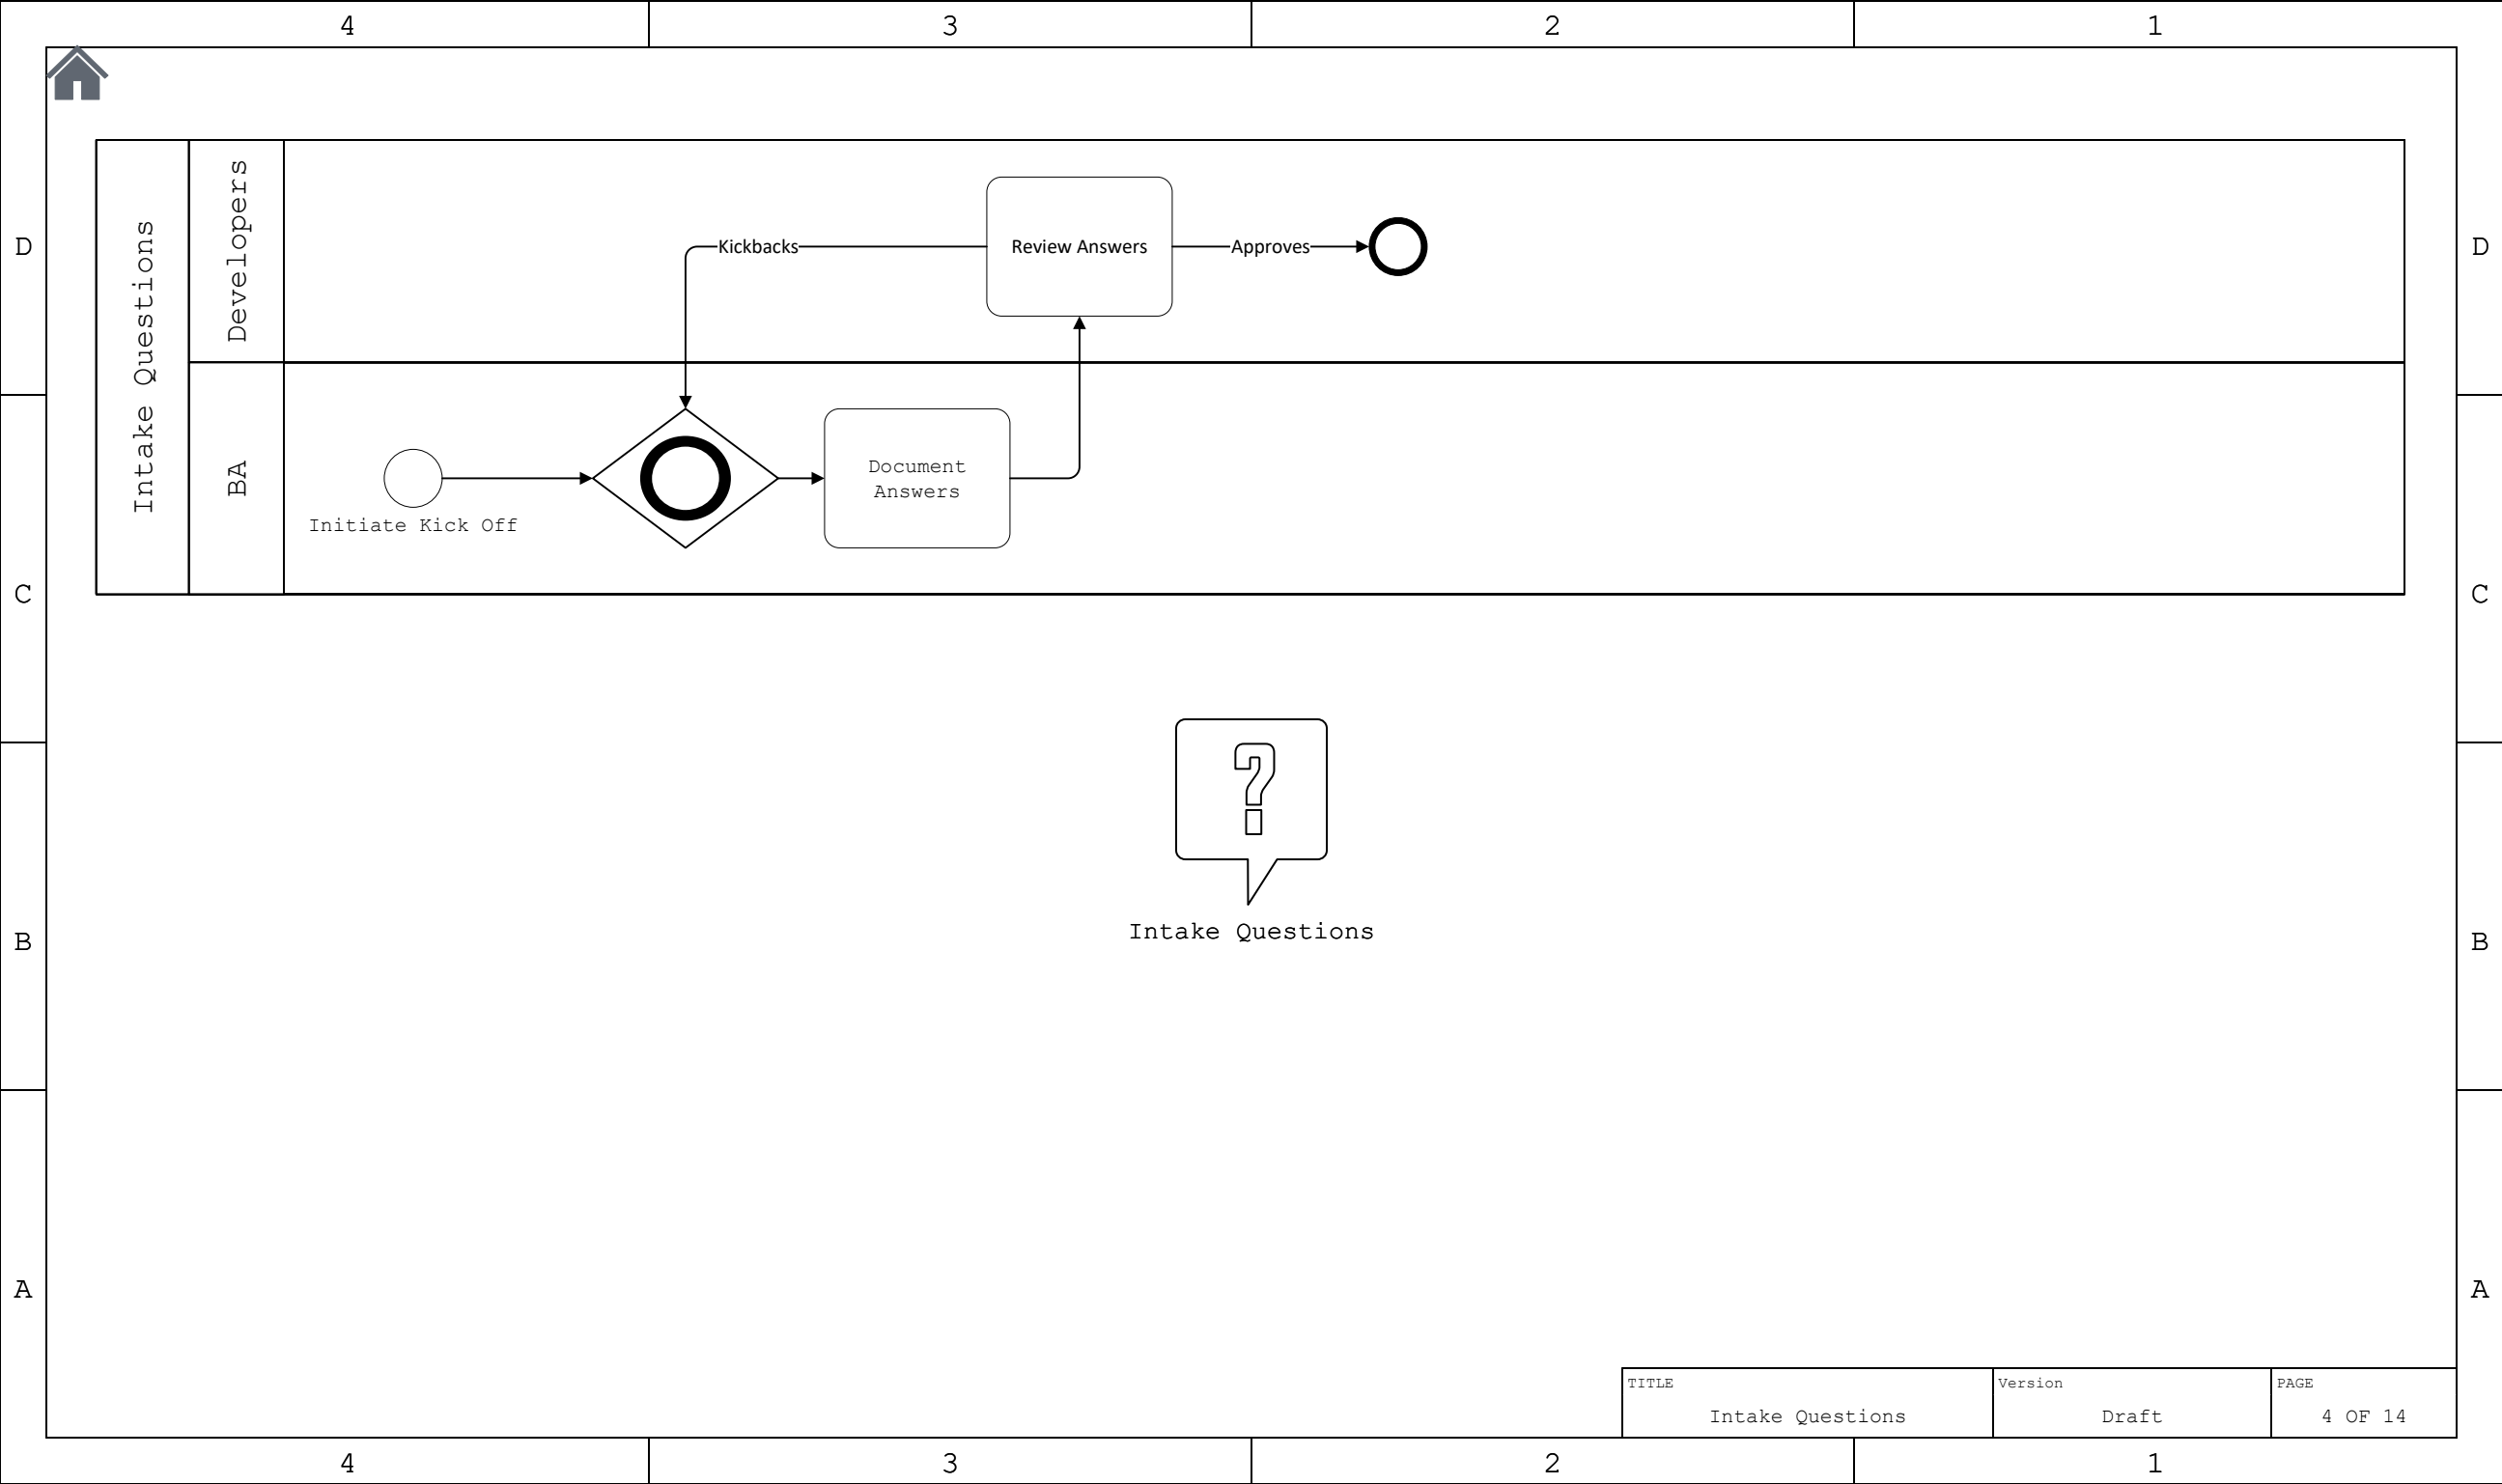 4 3 2 1
D
D
Intake Questions
Developers
Kickbacks
Review Answers
Approves
BA
Initiate Kick Off
Document
Answers
C
C
Intake Questions
B
B
A
A
TITLE
Intake Questions
Version
Draft
PAGE
4 OF 14
4 3 2 1